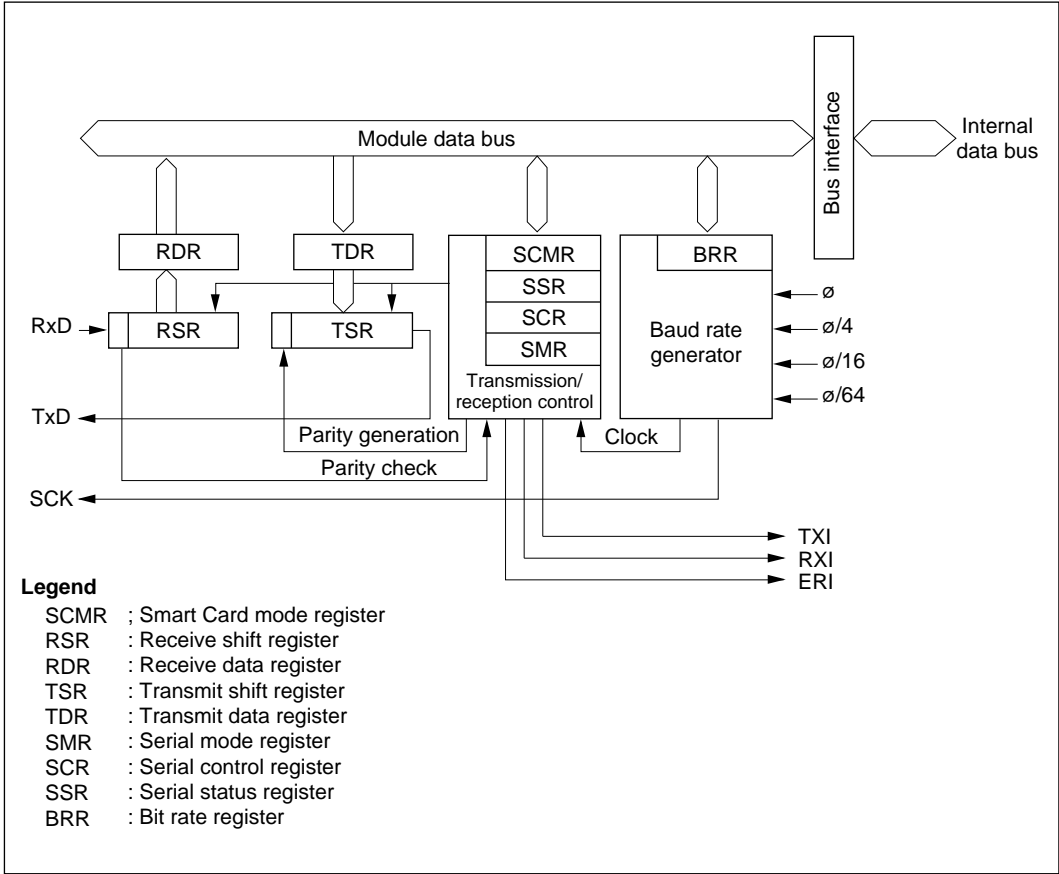 Module data bus
Bus interface
Internal
data bus
RDR
TDR
SCMR
SSR
SCR
SMR
Transmission/
reception control
BRR
Baud rate
generator
ø
ø/4
ø/16
ø/64
RxD
RSR
TSR
TxD
Parity generation
Parity check
Clock
SCK
TXI
RXI
ERI
Legend
SCMR ; Smart Card mode register
RSR : Receive shift register
RDR : Receive data register
TSR : Transmit shift register
TDR : Transmit data register
SMR : Serial mode register
SCR : Serial control register
SSR : Serial status register
BRR : Bit rate register